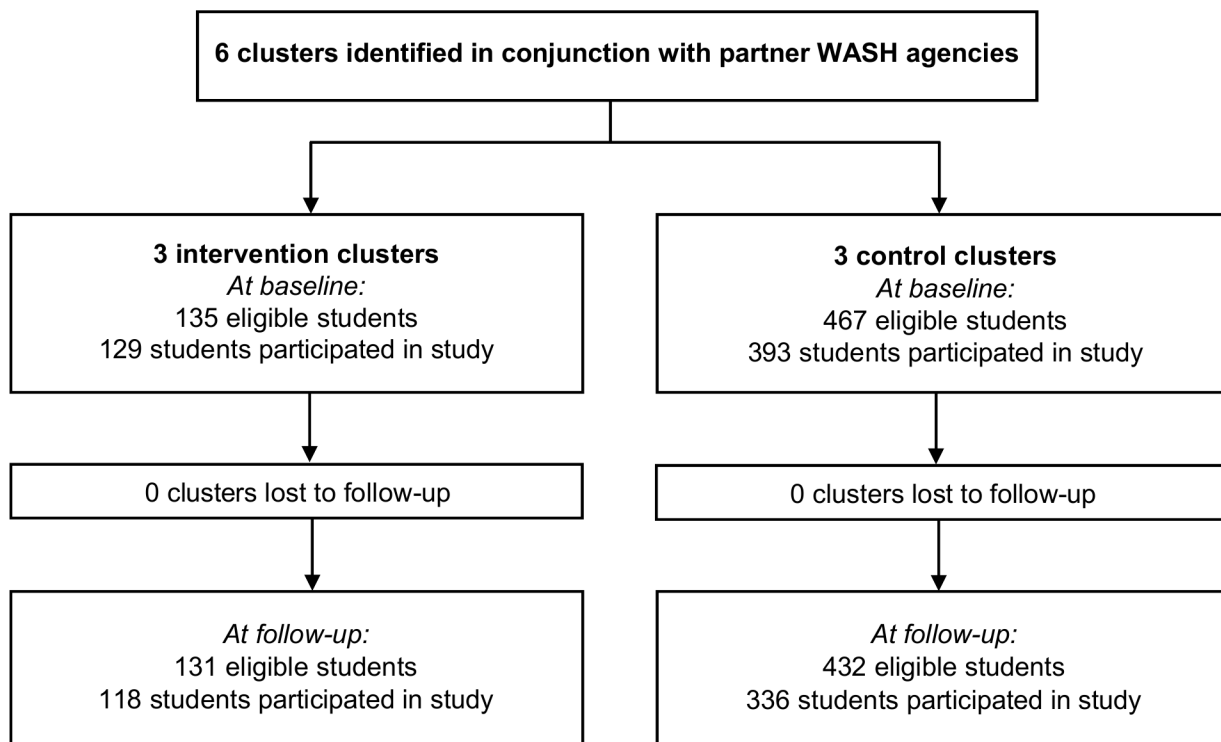 6 clusters identified in conjunction with partner WASH agencies
3 intervention clusters
At baseline:
135 eligible students
129 students participated in study
3 control clusters
At baseline:
467 eligible students
393 students participated in study
0 clusters lost to follow-up
0 clusters lost to follow-up
At follow-up:
131 eligible students
118 students participated in study
At follow-up:
432 eligible students
336 students participated in study